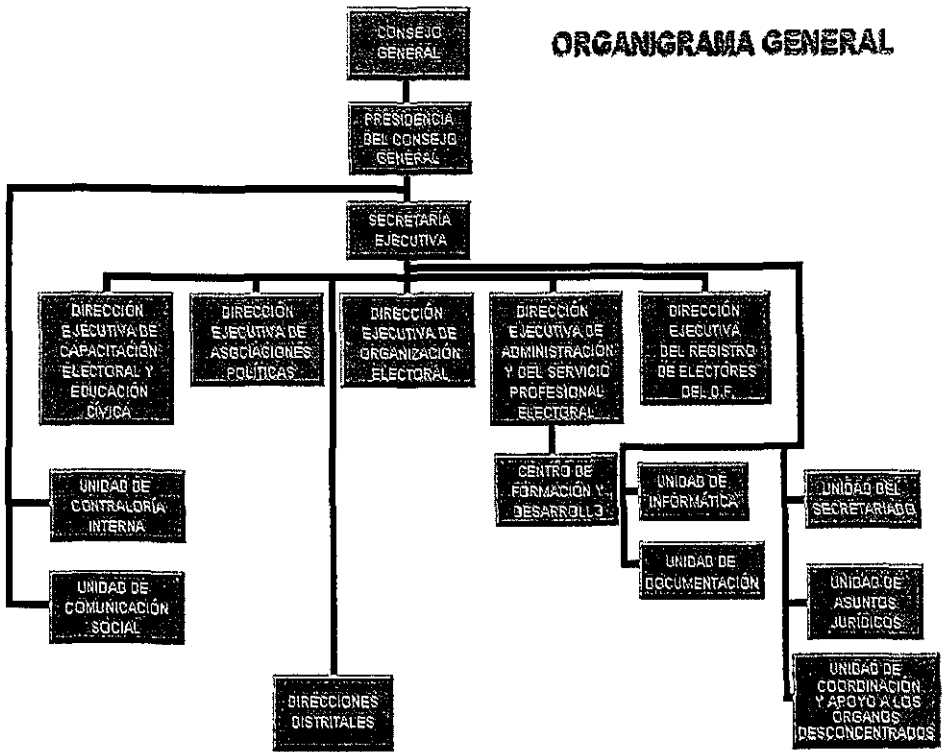 ORGANIGRAMA GENERAL
CONSEJO
GENERAL
PRESIDENCIA
DEL CONSEJO
GENERAL
SECRETARÍA
EJECUTIVA
DIRECCIÓN
EJECUTIVA DE
CAPACITACIÓN
ELECTORAL Y
EDUCACIÓN
CÍVICA
DIRECCIÓN
EJECUTIVA DE
ASOCIACIONES
POLÍTICAS
DIRECCIÓN
EJECUTIVA DE
ORGANIZACIÓN
ELECTORAL
DIRECCIÓN
EJECUTIVA DE
ADMINISTRACIÓN
Y DEL SERVICIO
PROFESIONAL
ELECTORAL
DIRECCIÓN
EJECUTIVA
DEL REGISTRO
DE ELECTORES
DEL D.F.
CENTRO DE
FORMACIÓN Y
DESARROLLO
UNIDAD DE
CONTRALORÍA
INTERNA
UNIDAD DE
INFORMÁTICA
UNIDAD DEL
SECRETARIADO
UNIDAD DE
COMUNICACIÓN
SOCIAL
UNIDAD DE
DOCUMENTACIÓN
UNIDAD DE
ASUNTOS
JURÍDICOS
DIRECCIONES
DISTRITALES
UNIDAD DE
COORDINACIÓN
Y APOYO A LOS
ÓRGANOS
DESCONCENTRADOS